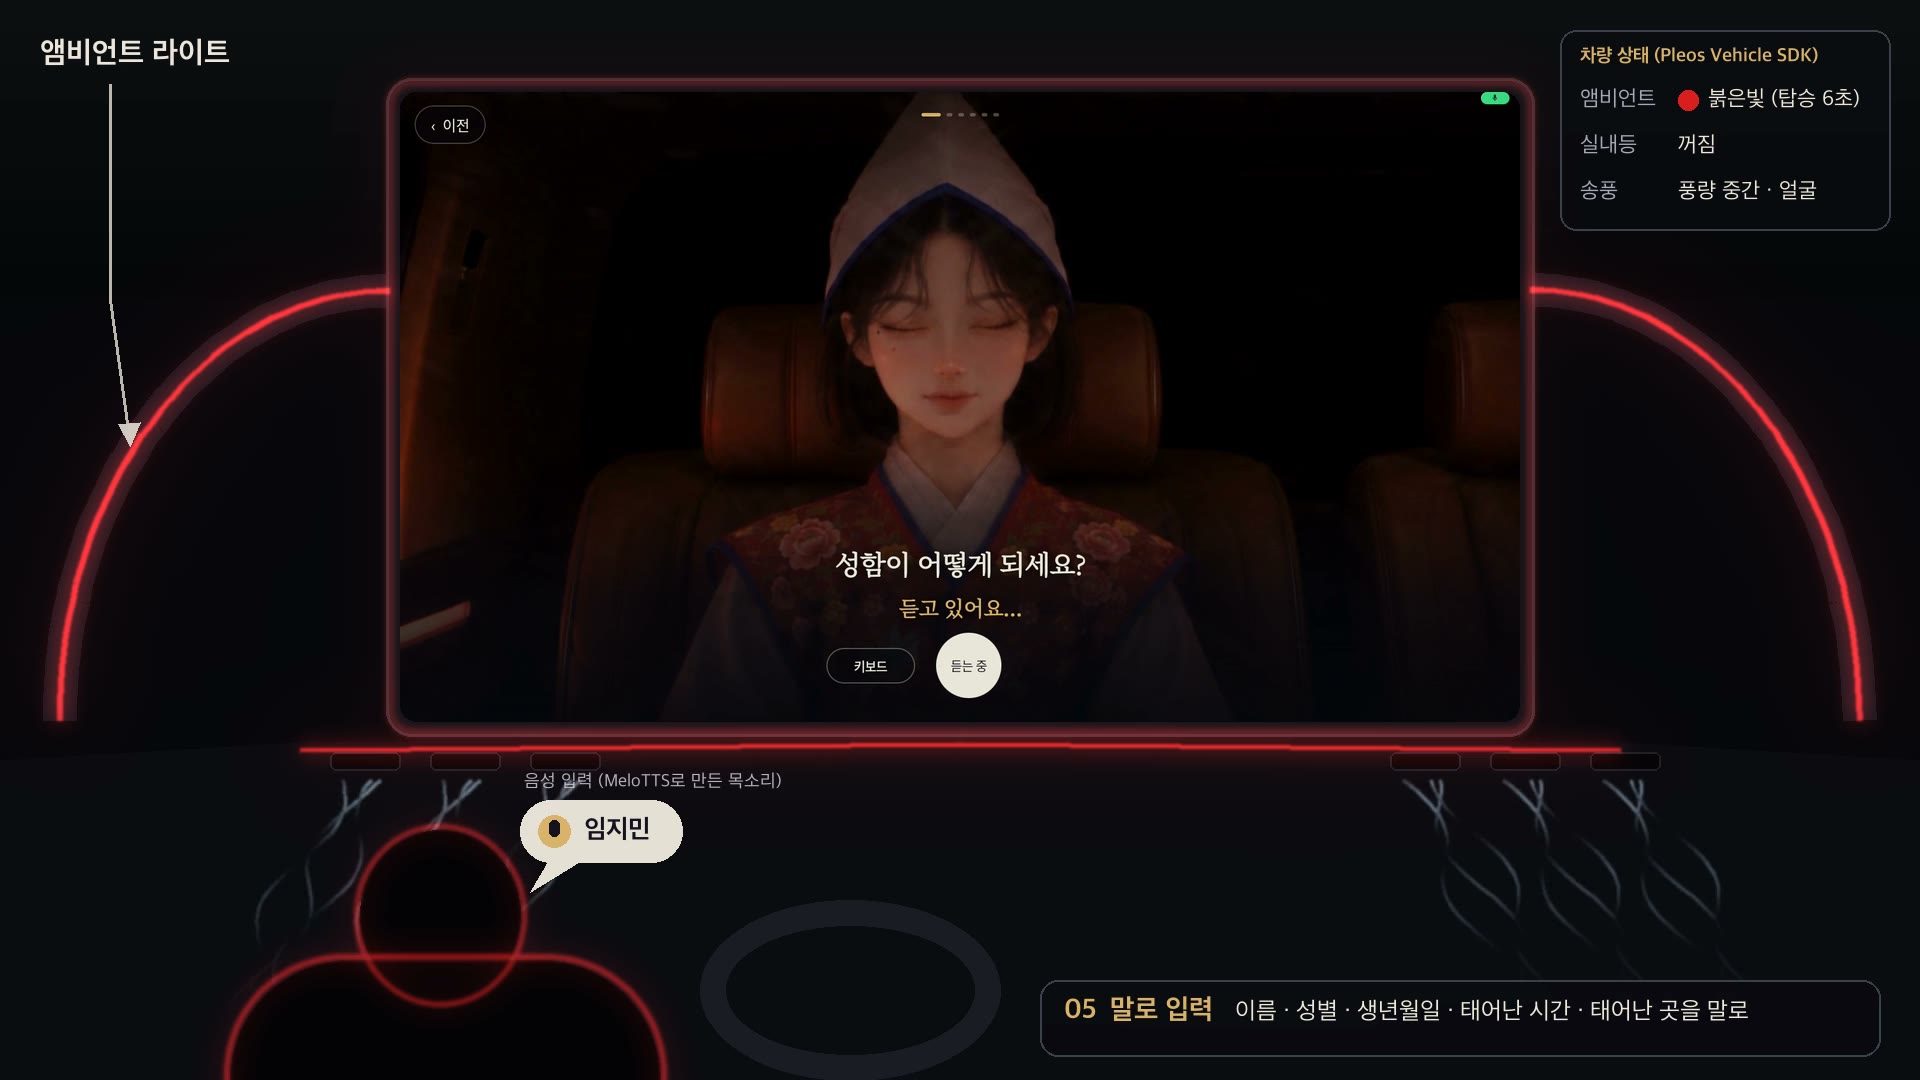 앰비언트 라이트
차량 상태 (Pleos Vehicle SDK)
앰비언트 붉은빛 (탑승 6초)
실내등 꺼짐
송풍 풍량 중간 · 얼굴
‹ 이전
성함이 어떻게 되세요?
듣고 있어요...
키보드
듣는 중
음성 입력 (MeloTTS로 만든 목소리)
임지민
05 말로 입력 이름 · 성별 · 생년월일 · 태어난 시간 · 태어난 곳을 말로